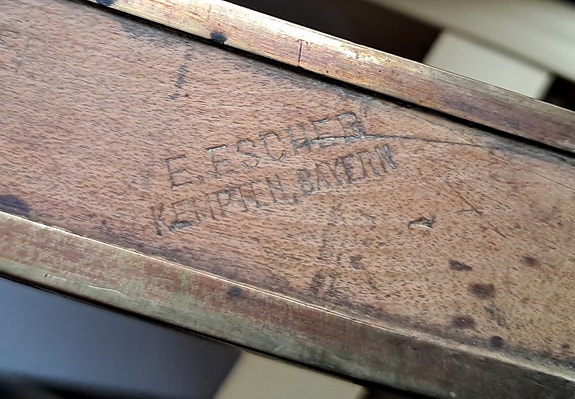 E. ESCHER
KEMPTEN, BAYERN